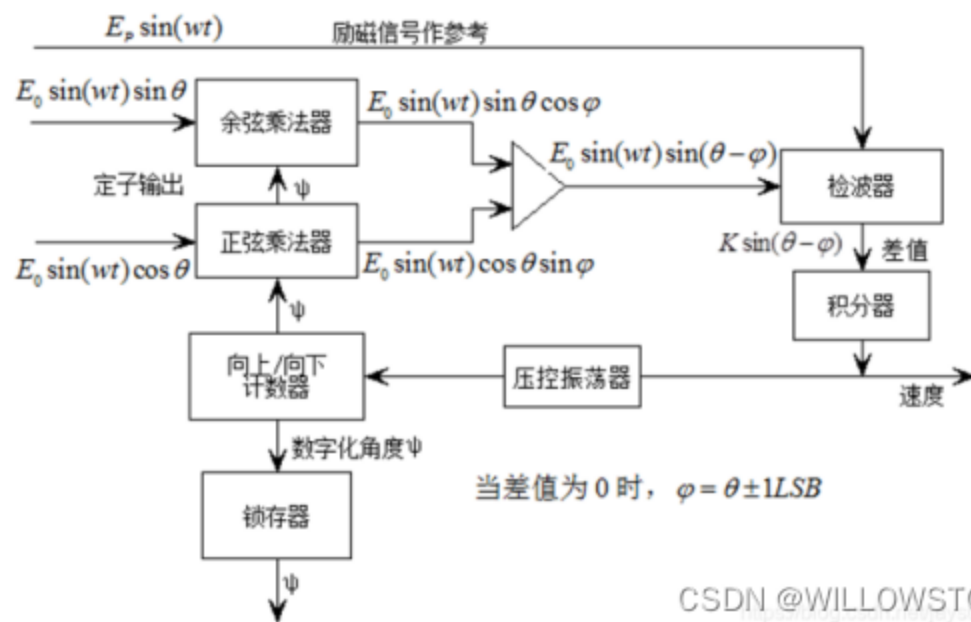 E_P sin(wt)
励磁信号作参考
E_0 sin(wt) sin θ
余弦乘法器
E_0 sin(wt) sin θ cos φ
E_0 sin(wt) sin(θ-φ)
检波器
定子输出
ψ
正弦乘法器
E_0 sin(wt) cos θ
E_0 sin(wt) cos θ sin φ
K sin(θ-φ)
差值
积分器
ψ
向上/向下
计数器
压控振荡器
速度
数字化角度ψ
当差值为 0 时， φ = θ ± 1LSB
锁存器
ψ
CSDN @WILLOWSTO